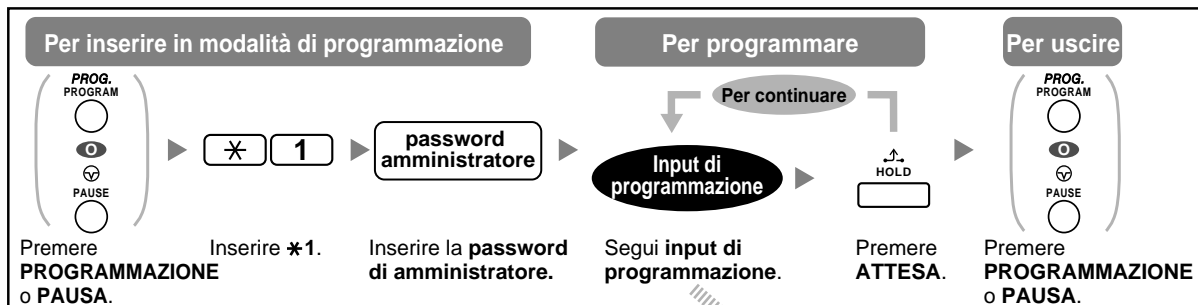 Per inserire in modalità di programmazione
Per programmare
Per uscire
PROG.
PROGRAM
O
PAUSE
✱
1
password
amministratore
Per continuare
Input di
programmazione
HOLD
PROG.
PROGRAM
O
PAUSE
Premere
PROGRAMMAZIONE
o PAUSA.
Inserire ✱1.
Inserire la password
di amministratore.
Segui input di
programmazione.
Premere
ATTESA.
Premere
PROGRAMMAZIONE
o PAUSA.